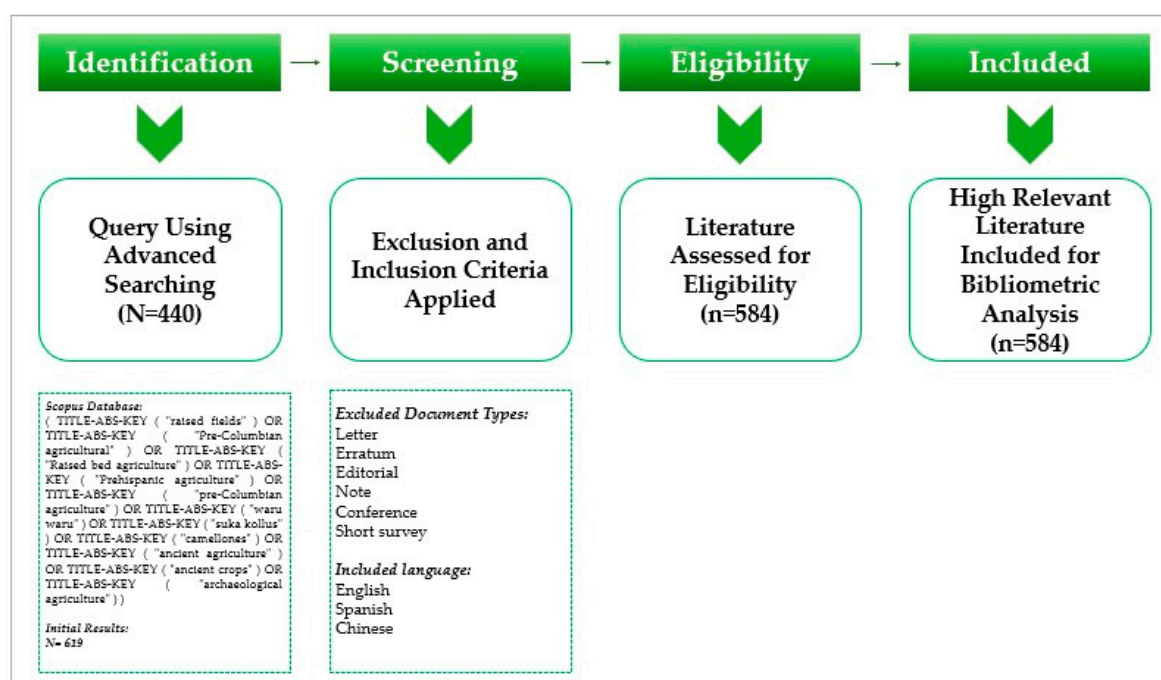 Identification
Screening
Eligibility
Included
Query Using
Advanced
Searching
(N=440)
Exclusion and
Inclusion Criteria
Applied
Literature
Assessed for
Eligibility
(n=584)
High Relevant
Literature
Included for
Bibliometric
Analysis
(n=584)
Scopus Database:
( TITLE-ABS-KEY ( "raised fields" ) OR
TITLE-ABS-KEY ( "Pre-Columbian
agricultural" ) OR TITLE-ABS-KEY (
"Raised bed agriculture" ) OR TITLE-ABS-
KEY ( "Prehispanic agriculture" ) OR
TITLE-ABS-KEY ( "pre-Columbian
agriculture" ) OR TITLE-ABS-KEY ( "waru
waru" ) OR TITLE-ABS-KEY ( "suka kollus"
) OR TITLE-ABS-KEY ( "camellones" ) OR
TITLE-ABS-KEY ( "ancient agriculture" )
OR TITLE-ABS-KEY ( "ancient crops" ) OR
TITLE-ABS-KEY ( "archaeological
agriculture" ) )
Initial Results:
N= 619
Excluded Document Types:
Letter
Erratum
Editorial
Note
Conference
Short survey
Included language:
English
Spanish
Chinese